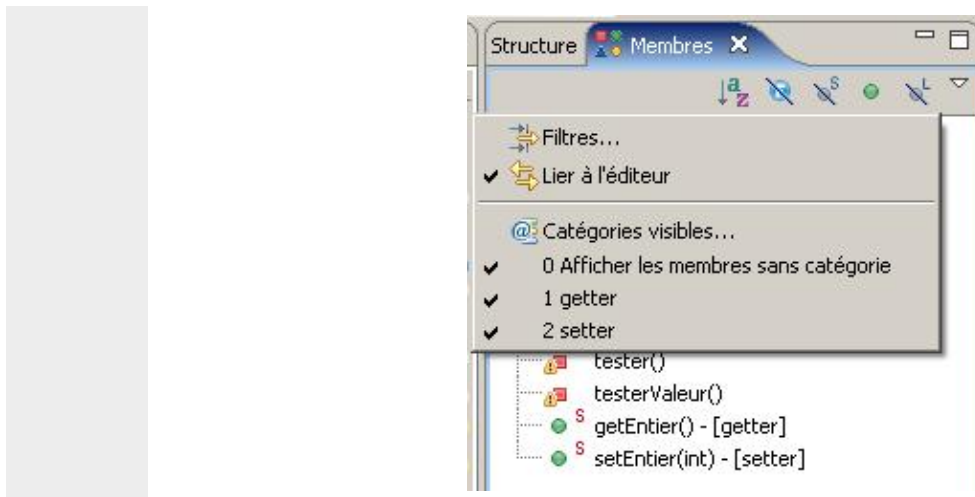 Structure Membres
Filtres...
Lier à l'éditeur
Catégories visibles...
0 Afficher les membres sans catégorie
1 getter
2 setter
tester()
testerValeur()
getEntier() - [getter]
setEntier(int) - [setter]